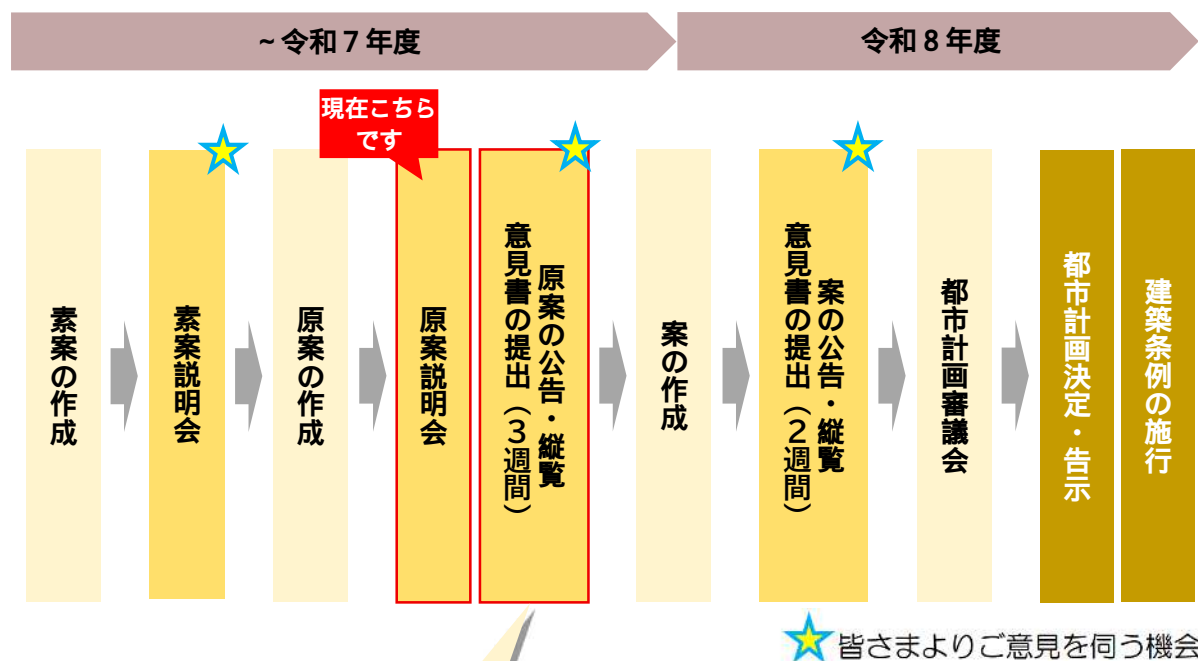 ~令和7年度
令和8年度
現在こちら
です
素案の作成
素案説明会
原案の作成
原案説明会
原案の公告・縦覧
意見書の提出（３週間）
案の作成
案の公告・縦覧
意見書の提出（２週間）
都市計画審議会
都市計画決定・告示
建築条例の施行
皆さまよりご意見を伺う機会